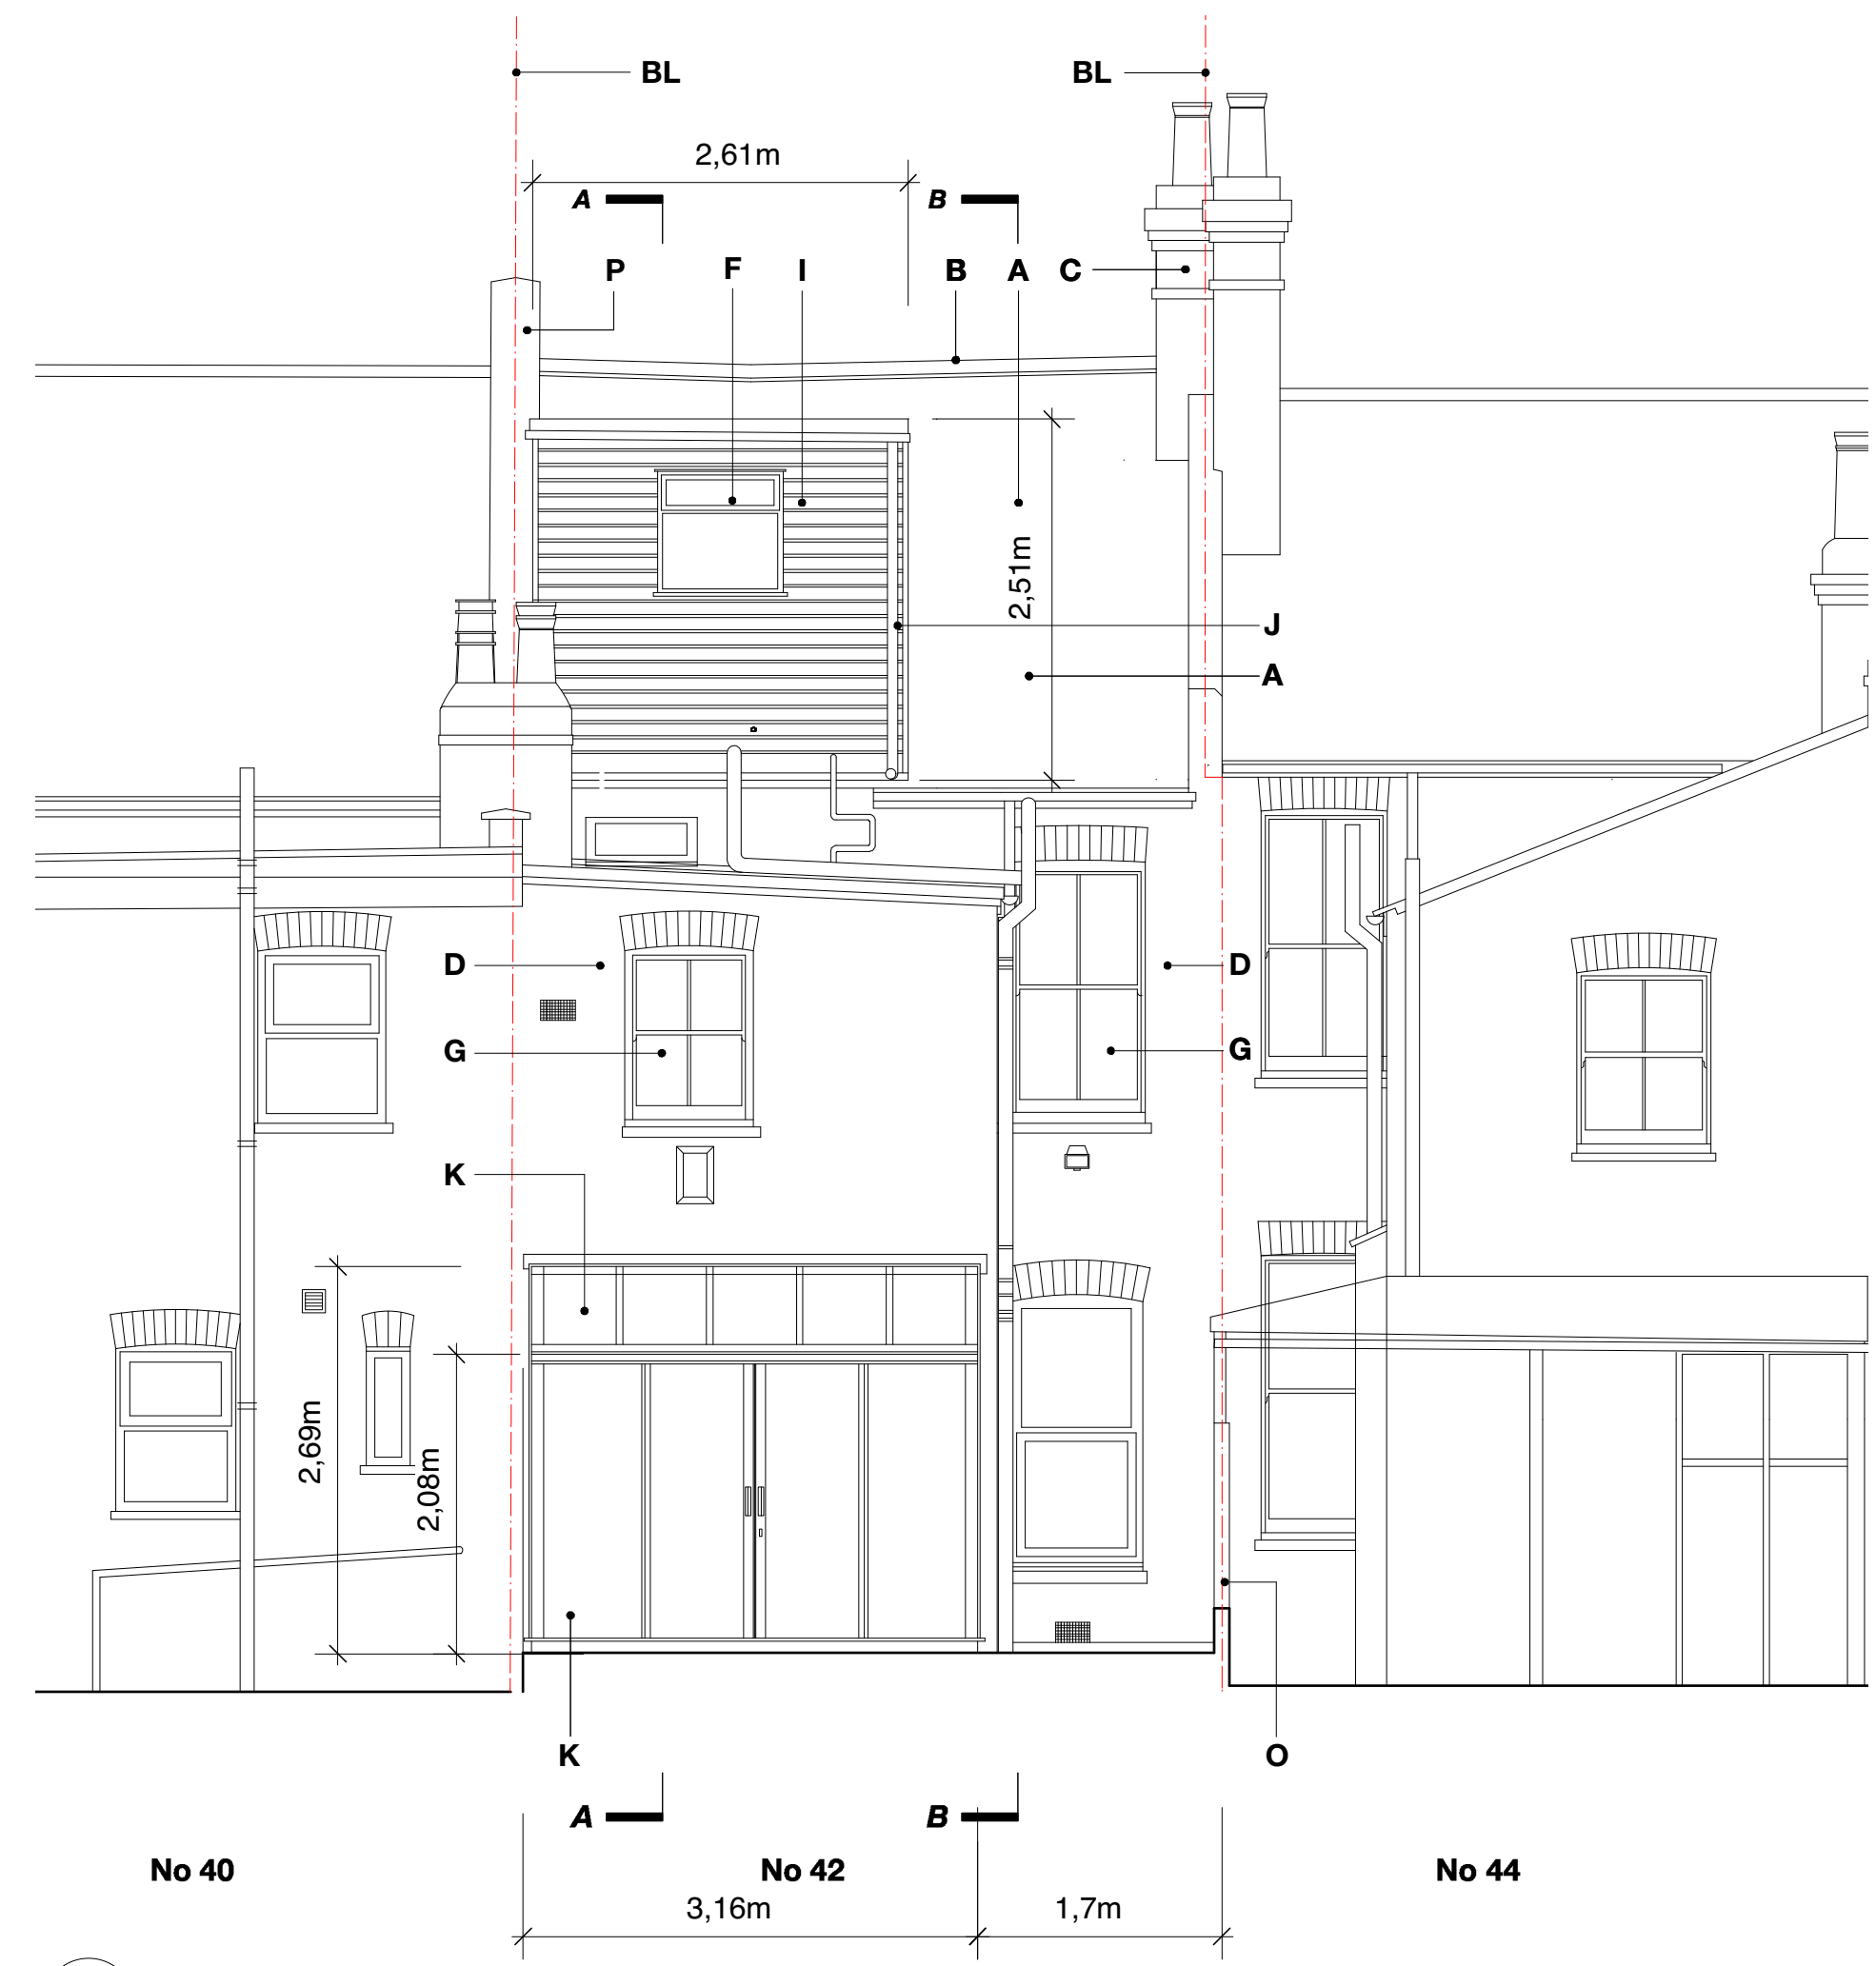 BL BL
2,61m
A B
P F I B A C
2,51m
J
A
D D
G G
K
2,69m
2,08m
K O
A B
No 40 No 42 No 44
3,16m 1,7m